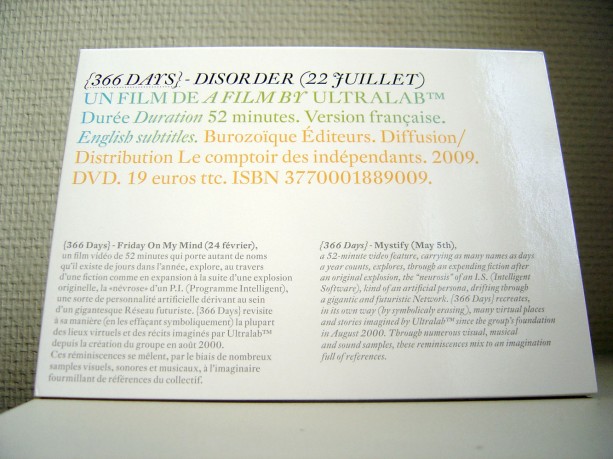 {366 DAYS} - DISORDER (22 JUILLET)
UN FILM DE A FILM BY ULTRALAB™
Durée Duration 52 minutes. Version française.
English subtitles. Burozoïque Éditeurs. Diffusion/
Distribution Le comptoir des indépendants. 2009.
DVD. 19 euros ttc. ISBN 3770001889009.
{366 Days} - Friday On My Mind (24 février),
un film vidéo de 52 minutes qui porte autant de noms
qu'il existe de jours dans l'année, explore, au travers
d'une fiction comme en expansion à la suite d'une explosion
originelle, la «névrose» d'un P.I. (Programme Intelligent),
une sorte de personnalité artificielle dérivant au sein
d'un gigantesque Réseau futuriste. {366 Days} revisite
à sa manière (en les effaçant symboliquement) la plupart
des lieux virtuels et des récits imaginés par Ultralab™
depuis la création du groupe en août 2000.
Ces réminiscences se mêlent, par le biais de nombreux
samples visuels, sonores et musicaux, à l'imaginaire
fourmillant de références du collectif.
{366 Days} - Mystify (May 5th),
a 52-minute video feature, carrying as many names as days
a year counts, explores, through an expending fiction after
an original explosion, the "neurosis" of an I.S. (Intelligent
Software), kind of an artificial persona, drifting through
a gigantic and futuristic Network. {366 Days} recreates,
in its own way (by symbolicaly erasing), many virtual places
and stories imagined by Ultralab™ since the group's foundation
in August 2000. Through numerous visual, musical
and sound samples, these reminiscences mix to an imagination
full of references.